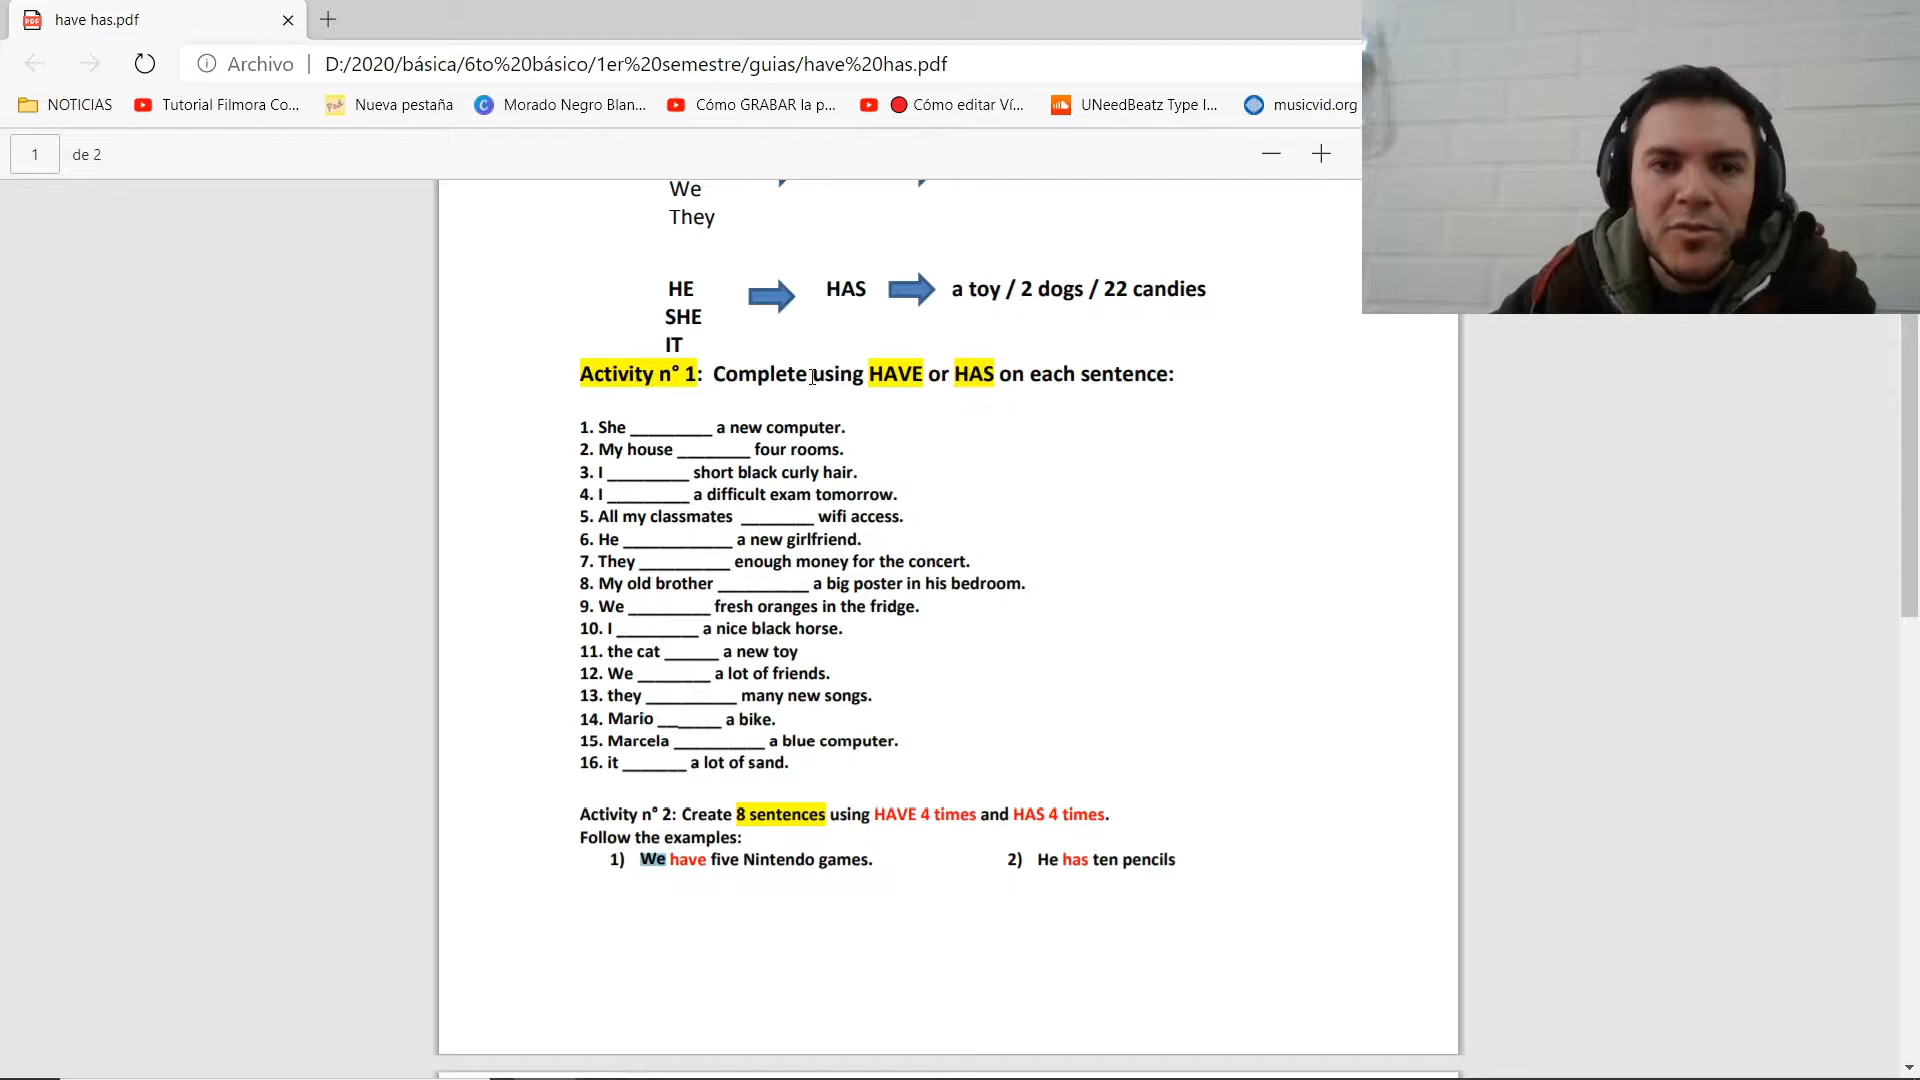 have has.pdf
Archivo | D:/2020/básica/6to%20básico/1er%20semestre/guias/have%20has.pdf
NOTICIAS Tutorial Filmora Co... Nueva pestaña Morado Negro Blan... Cómo GRABAR la p... Cómo editar Ví... UNeedBeatz Type I... musicvid.org
1 de 2
We
They
HE HAS a toy / 2 dogs / 22 candies
SHE
IT
Activity n° 1: Complete using HAVE or HAS on each sentence:
1. She _________ a new computer.
2. My house ________ four rooms.
3. I _________ short black curly hair.
4. I _________ a difficult exam tomorrow.
5. All my classmates ________ wifi access.
6. He ____________ a new girlfriend.
7. They __________ enough money for the concert.
8. My old brother __________ a big poster in his bedroom.
9. We _________ fresh oranges in the fridge.
10. I _________ a nice black horse.
11. the cat ______ a new toy
12. We ________ a lot of friends.
13. they __________ many new songs.
14. Mario _______ a bike.
15. Marcela __________ a blue computer.
16. it _______ a lot of sand.
Activity n° 2: Create 8 sentences using HAVE 4 times and HAS 4 times.
Follow the examples:
1) We have five Nintendo games. 2) He has ten pencils